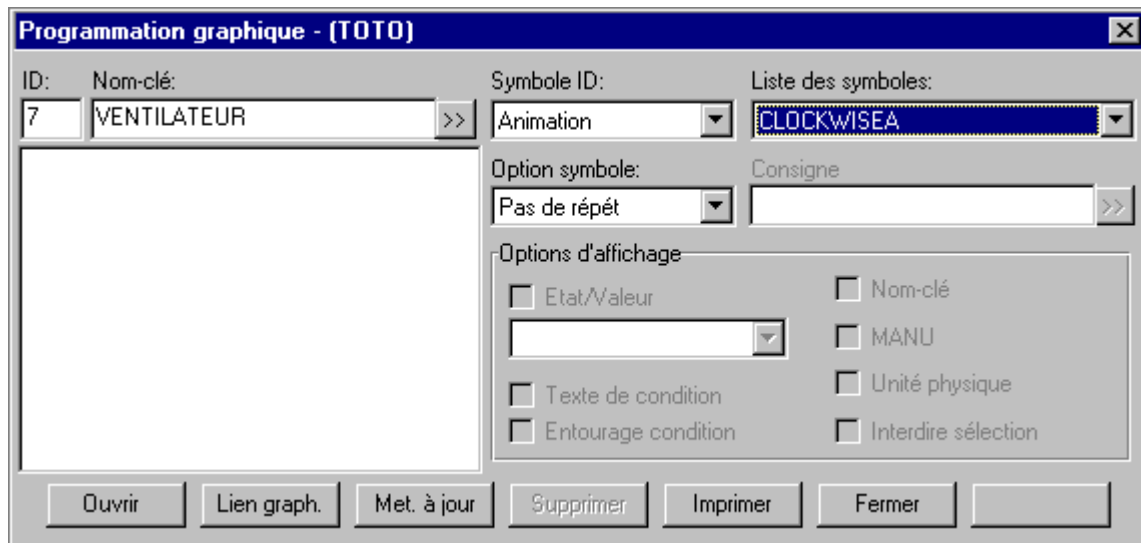 Programmation graphique - (TOTO)
ID: Nom-clé: Symbole ID: Liste des symboles:
7 VENTILATEUR >> Animation CLOCKWISEA
Option symbole: Consigne
Pas de répét >>
Options d'affichage
Etat/Valeur Nom-clé
MANU
Texte de condition Unité physique
Entourage condition Interdire sélection
Ouvrir Lien graph. Met. à jour Supprimer Imprimer Fermer